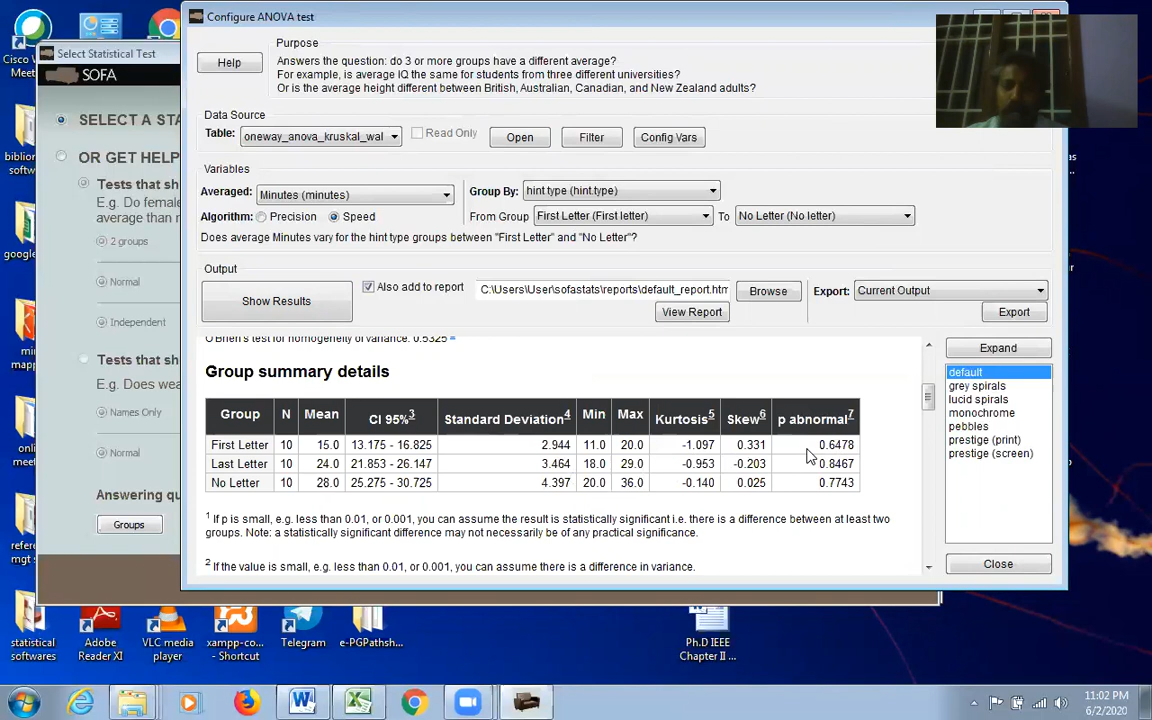 Configure ANOVA test
Help
Purpose
Answers the question: do 3 or more groups have a different average?
For example, is average IQ the same for students from three different universities?
Or is the average height different between British, Australian, Canadian, and New Zealand adults?
Data Source
Table: oneway_anova_kruskal_wal Read Only Open Filter Config Vars
Variables
Averaged: Minutes (minutes) Group By: hint type (hint.type)
Algorithm: Precision Speed From Group First Letter (First letter) To No Letter (No letter)
Does average Minutes vary for the hint type groups between "First Letter" and "No Letter"?
Output
Show Results Also add to report C:\Users\User\sofastats\reports\default_report.htm Browse Export: Current Output
View Report Export
O'Brien's test for homogeneity of variance: 0.5325
Group summary details
Group N Mean CI 95%3 Standard Deviation4 Min Max Kurtosis5 Skew6 p abnormal7
First Letter 10 15.0 13.175 - 16.825 2.944 11.0 20.0 -1.097 0.331 0.6478
Last Letter 10 24.0 21.853 - 26.147 3.464 18.0 29.0 -0.953 -0.203 0.8467
No Letter 10 28.0 25.275 - 30.725 4.397 20.0 36.0 -0.140 0.025 0.7743
1 If p is small, e.g. less than 0.01, or 0.001, you can assume the result is statistically significant i.e. there is a difference between at least two
groups. Note: a statistically significant difference may not necessarily be of any practical significance.
2 If the value is small, e.g. less than 0.01, or 0.001, you can assume there is a difference in variance.
Expand
default
grey spirals
lucid spirals
monochrome
pebbles
prestige (print)
prestige (screen)
Close
Select Statistical Test
SOFA
SELECT A STA
OR GET HELP
Tests that sh
E.g. Do female
average than
2 groups
Normal
Independent
Tests that sh
E.g. Does wea
Names Only
Normal
Answering qu
Groups
Cisco W
Meet
biblio
google
min
mapp
onli
meet
refere
mgt s
statistical
softwares
Adobe
Reader XI
VLC media
player
xampp-co...
- Shortcut
Telegram
e-PGPathsh...
Ph.D IEEE
Chapter II ...
11:02 PM
6/2/2020